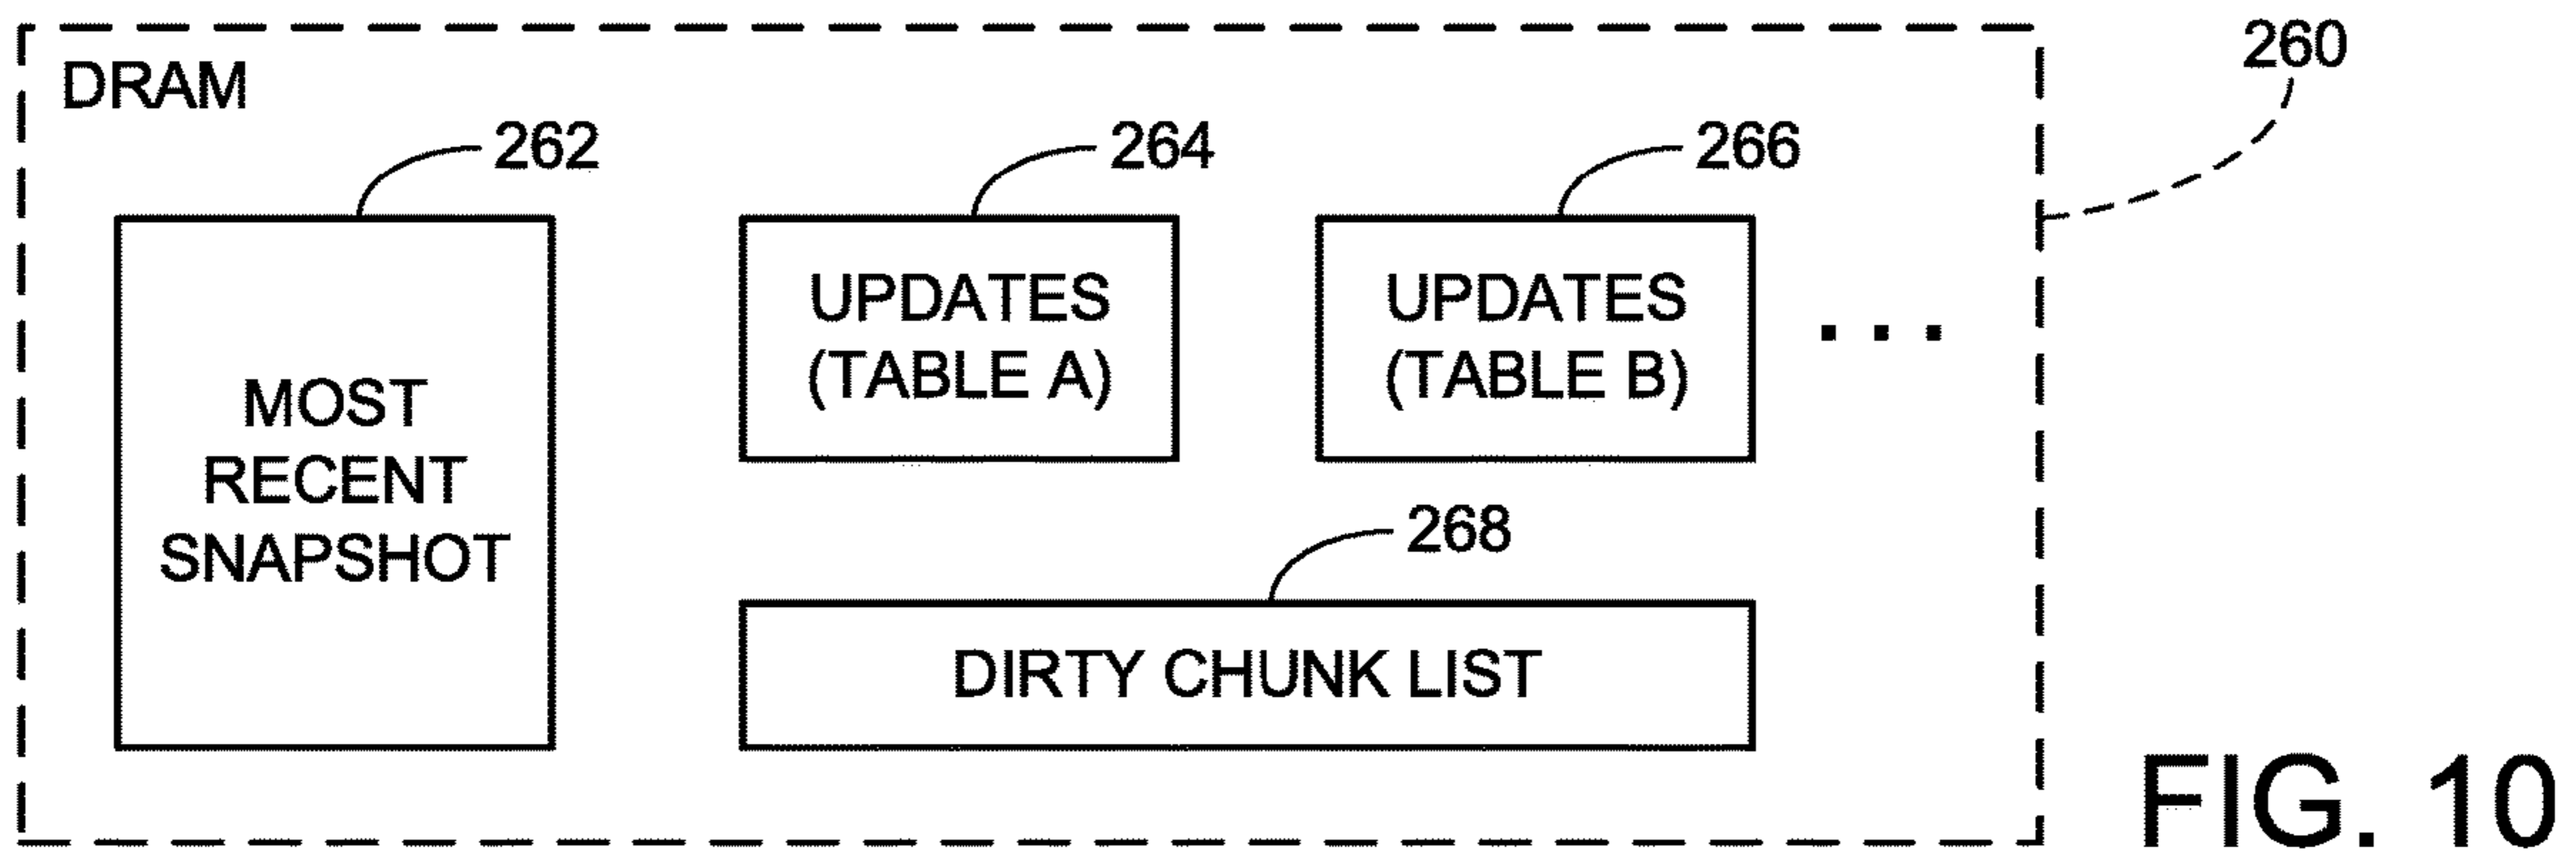 260
DRAM
262
264
266
UPDATES
(TABLE A)
UPDATES
(TABLE B)
...
MOST
RECENT
SNAPSHOT
268
DIRTY CHUNK LIST
FIG. 10